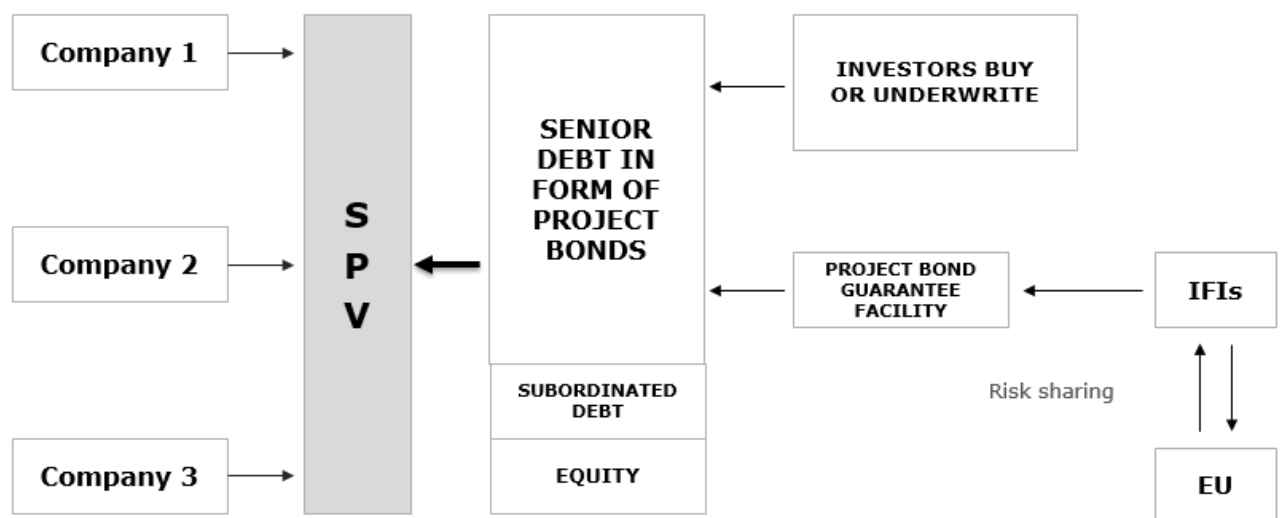 Company 1
Company 2
Company 3
S
P
V
SENIOR
DEBT IN
FORM OF
PROJECT
BONDS
SUBORDINATED
DEBT
EQUITY
INVESTORS BUY
OR UNDERWRITE
PROJECT BOND
GUARANTEE
FACILITY
IFIs
Risk sharing
EU